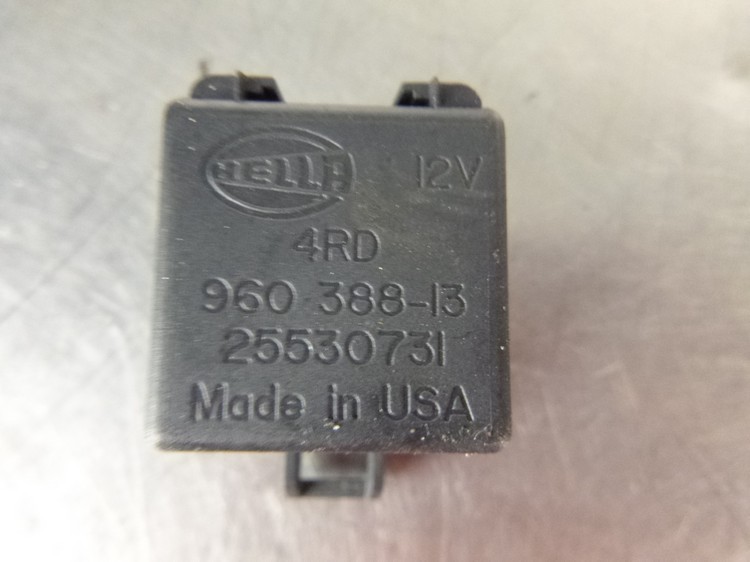 HELLA 12V
4RD
960 388-13
25530731
Made in USA